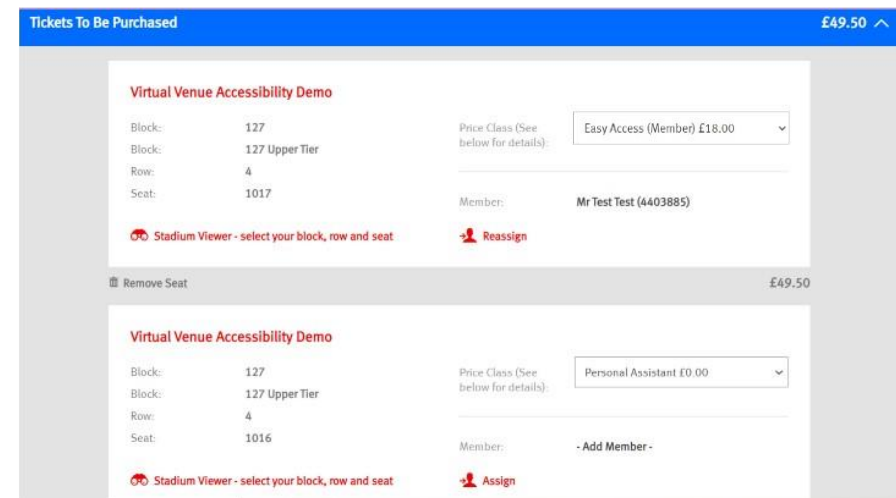 Tickets To Be Purchased £49.50
Virtual Venue Accessibility Demo
Block: 127
Block: 127 Upper Tier
Row: 4
Seat: 1017
Price Class (See
below for details):
Easy Access (Member) £18.00
Member: Mr Test Test (4403885)
Stadium Viewer - select your block, row and seat
Reassign
Remove Seat £49.50
Virtual Venue Accessibility Demo
Block: 127
Block: 127 Upper Tier
Row: 4
Seat: 1016
Price Class (See
below for details):
Personal Assistant £0.00
Member: - Add Member -
Stadium Viewer - select your block, row and seat
Assign